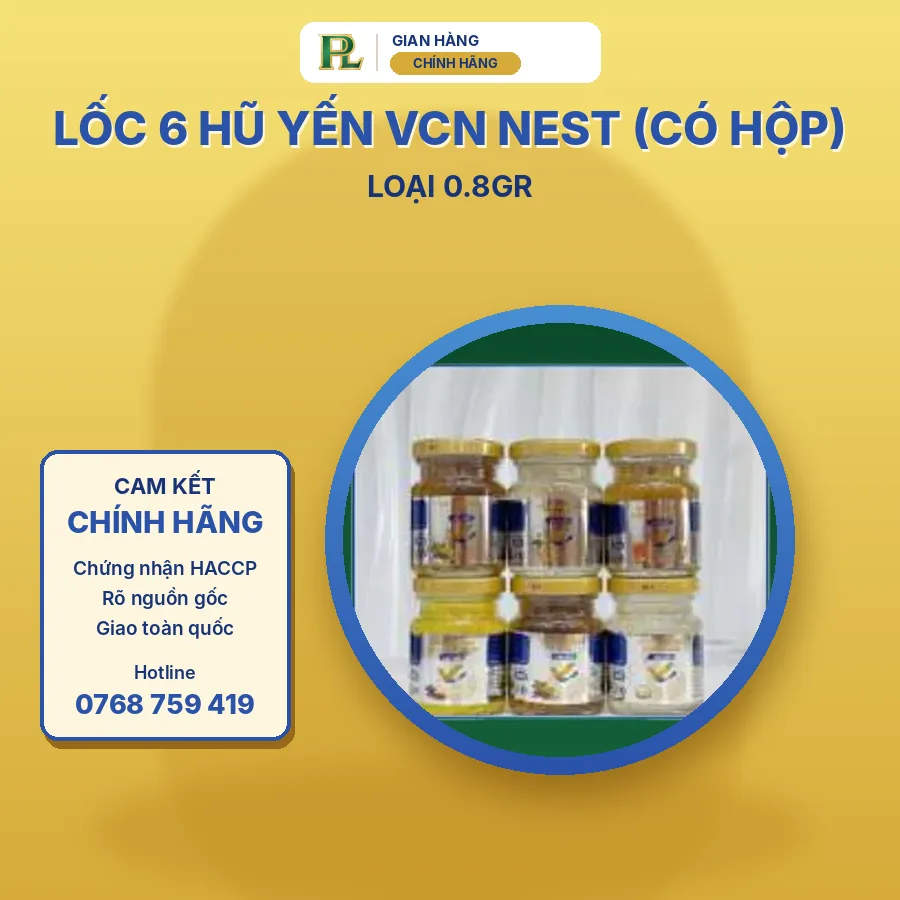 PL
GIAN HÀNG
CHÍNH HÃNG
LỐC 6 HŨ YẾN VCN NEST (CÓ HỘP)
LOẠI 0.8GR
CAM KẾT
CHÍNH HÃNG
Chứng nhận HACCP
Rõ nguồn gốc
Giao toàn quốc
Hotline
0768 759 419